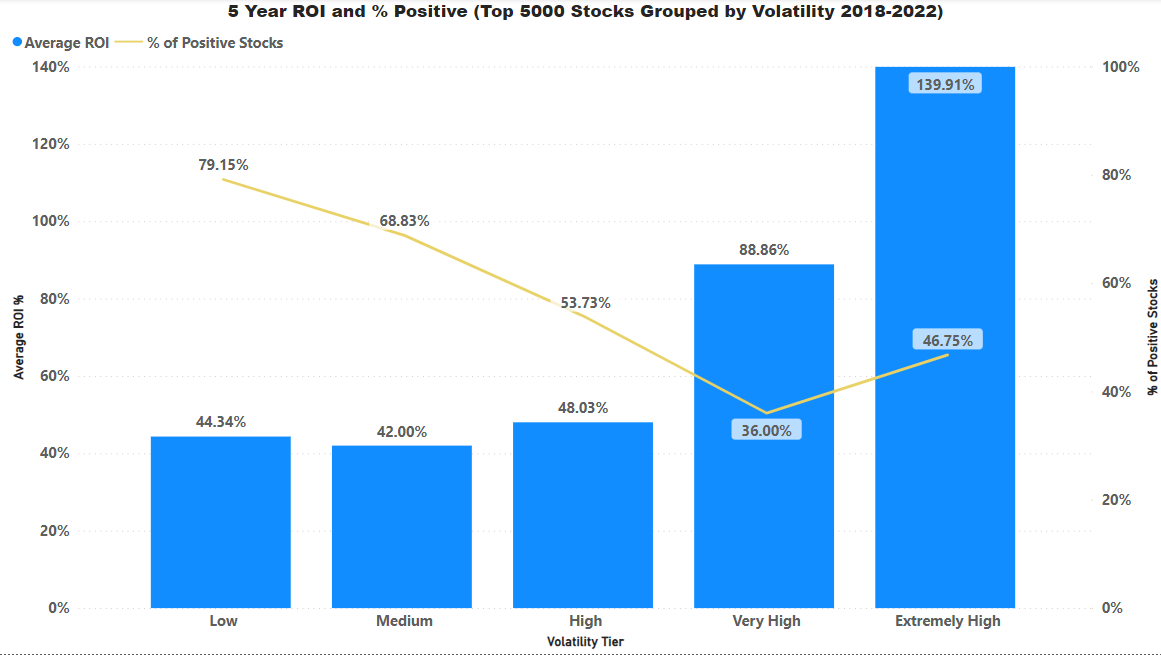 5 Year ROI and % Positive (Top 5000 Stocks Grouped by Volatility 2018-2022)
Average ROI % of Positive Stocks
140% 100%
139.91%
120%
79.15%
80%
100%
68.83%
88.86%
60%
80%
53.73%
46.75%
60%
40%
44.34% 42.00% 48.03% 36.00%
40%
20%
20%
0% 0%
Low Medium High Very High Extremely High
Volatility Tier
Average ROI %
% of Positive Stocks